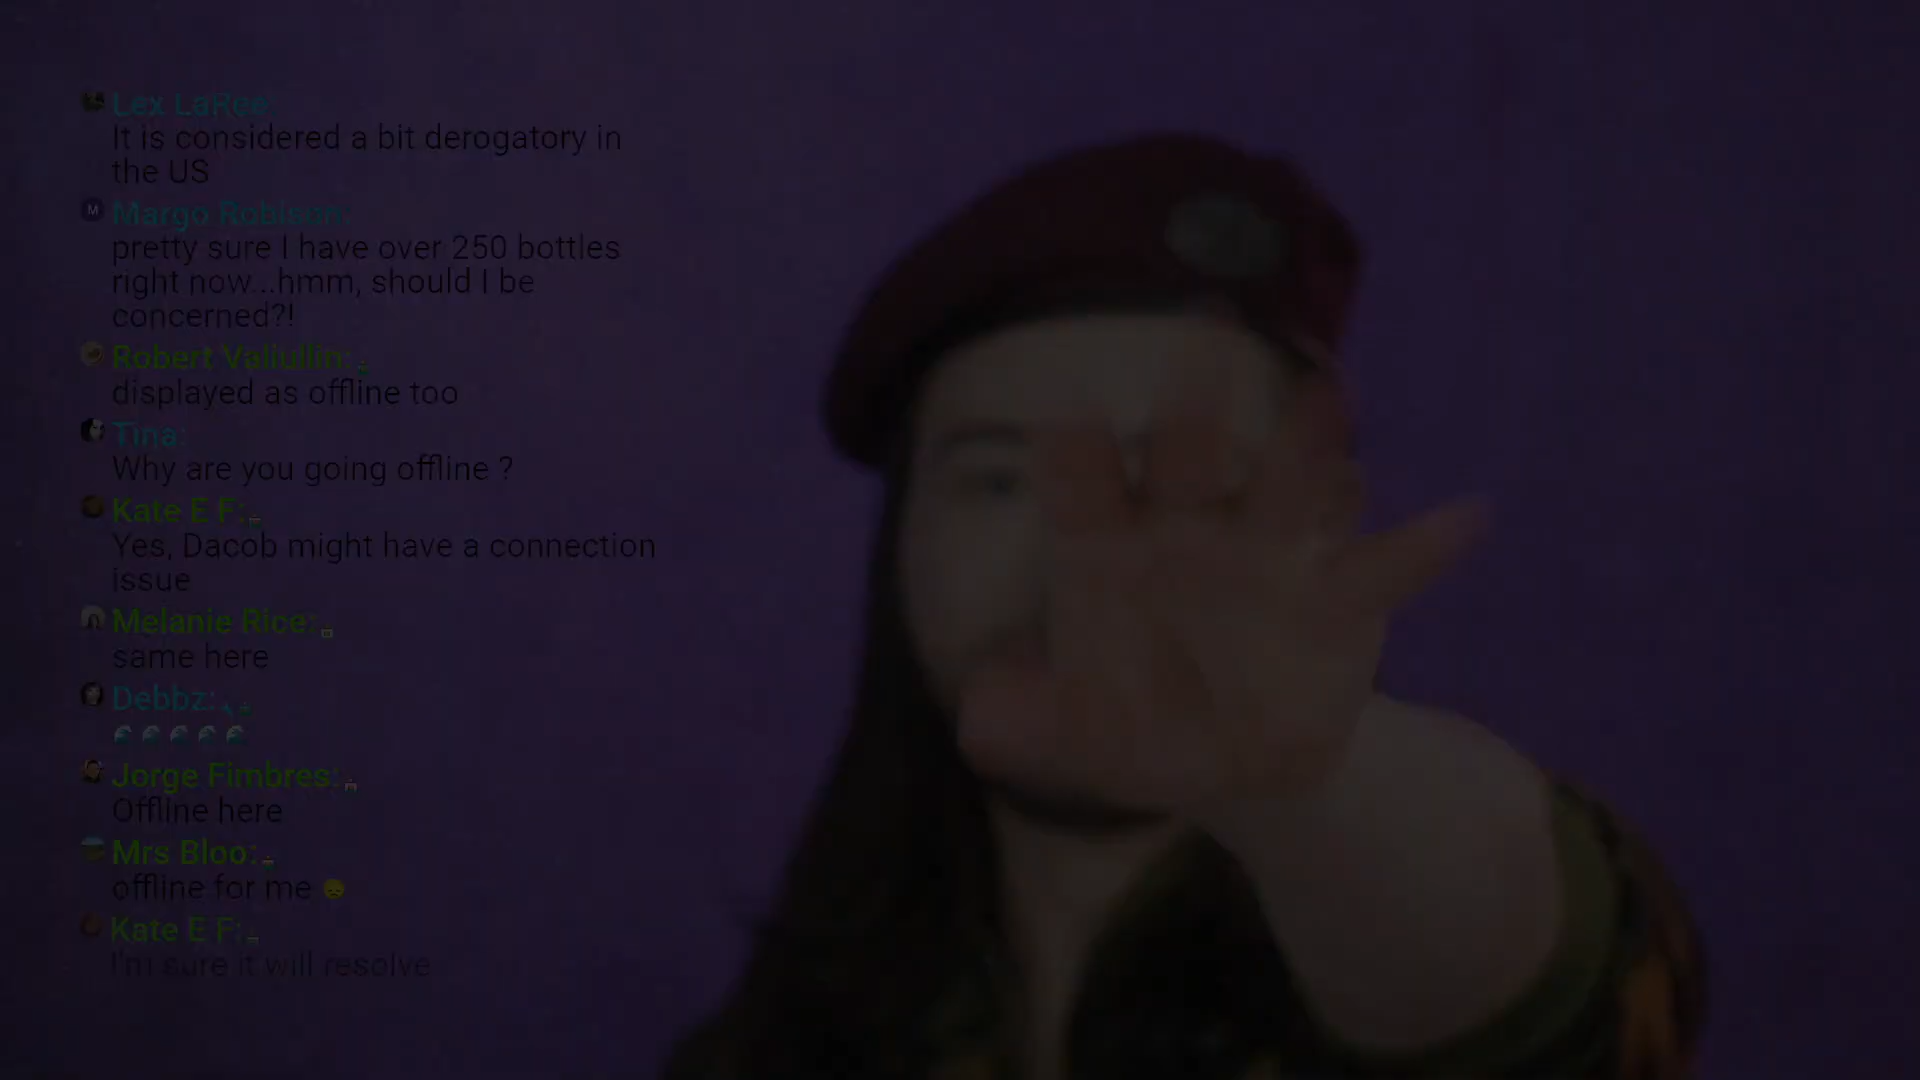 Lex LaRee:
It is considered a bit derogatory in
the US
M
Margo Robison:
pretty sure I have over 250 bottles
right now...hmm, should I be
concerned?!
Robert Valiullin:
displayed as offline too
Tina:
Why are you going offline ?
Kate E F:
Yes, Dacob might have a connection
issue
Melanie Rice:
same here
Debbz:
Jorge Fimbres:
Offline here
Mrs Bloo:
offline for me
Kate E F:
I'm sure it will resolve